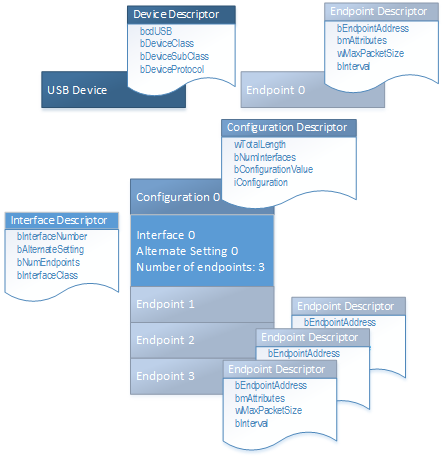 Device Descriptor
bcdUSB
bDeviceClass
bDeviceSubClass
bDeviceProtocol
USB Device
Endpoint Descriptor
bEndpointAddress
bmAttributes
wMaxPacketSize
bInterval
Endpoint 0
Configuration Descriptor
wTotalLength
bNumInterfaces
bConfigurationValue
iConfiguration
Configuration 0
Interface Descriptor
bInterfaceNumber
bAlternateSetting
bNumEndpoints
bInterfaceClass
Interface 0
Alternate Setting 0
Number of endpoints: 3
Endpoint 1
Endpoint 2
Endpoint 3
Endpoint Descriptor
bEndpointAddress
Endpoint Descriptor
bEndpointAddress
Endpoint Descriptor
bEndpointAddress
bmAttributes
wMaxPacketSize
bInterval